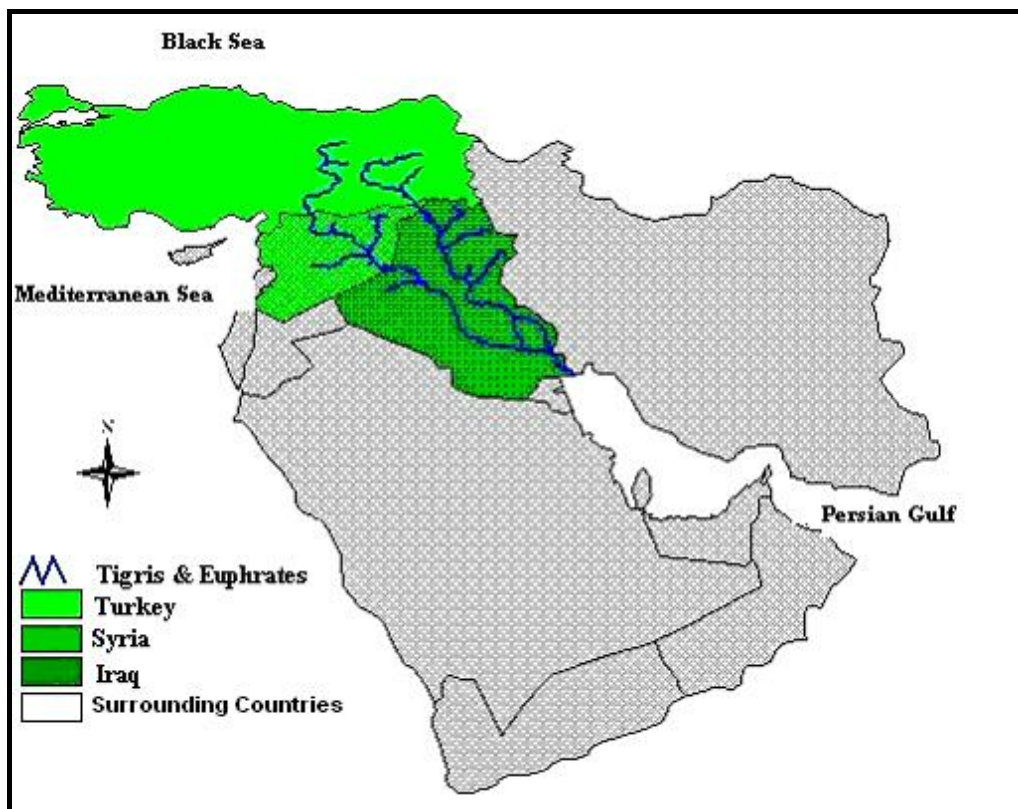 Black Sea
Mediterranean Sea
N
Persian Gulf
Tigris & Euphrates
Turkey
Syria
Iraq
Surrounding Countries